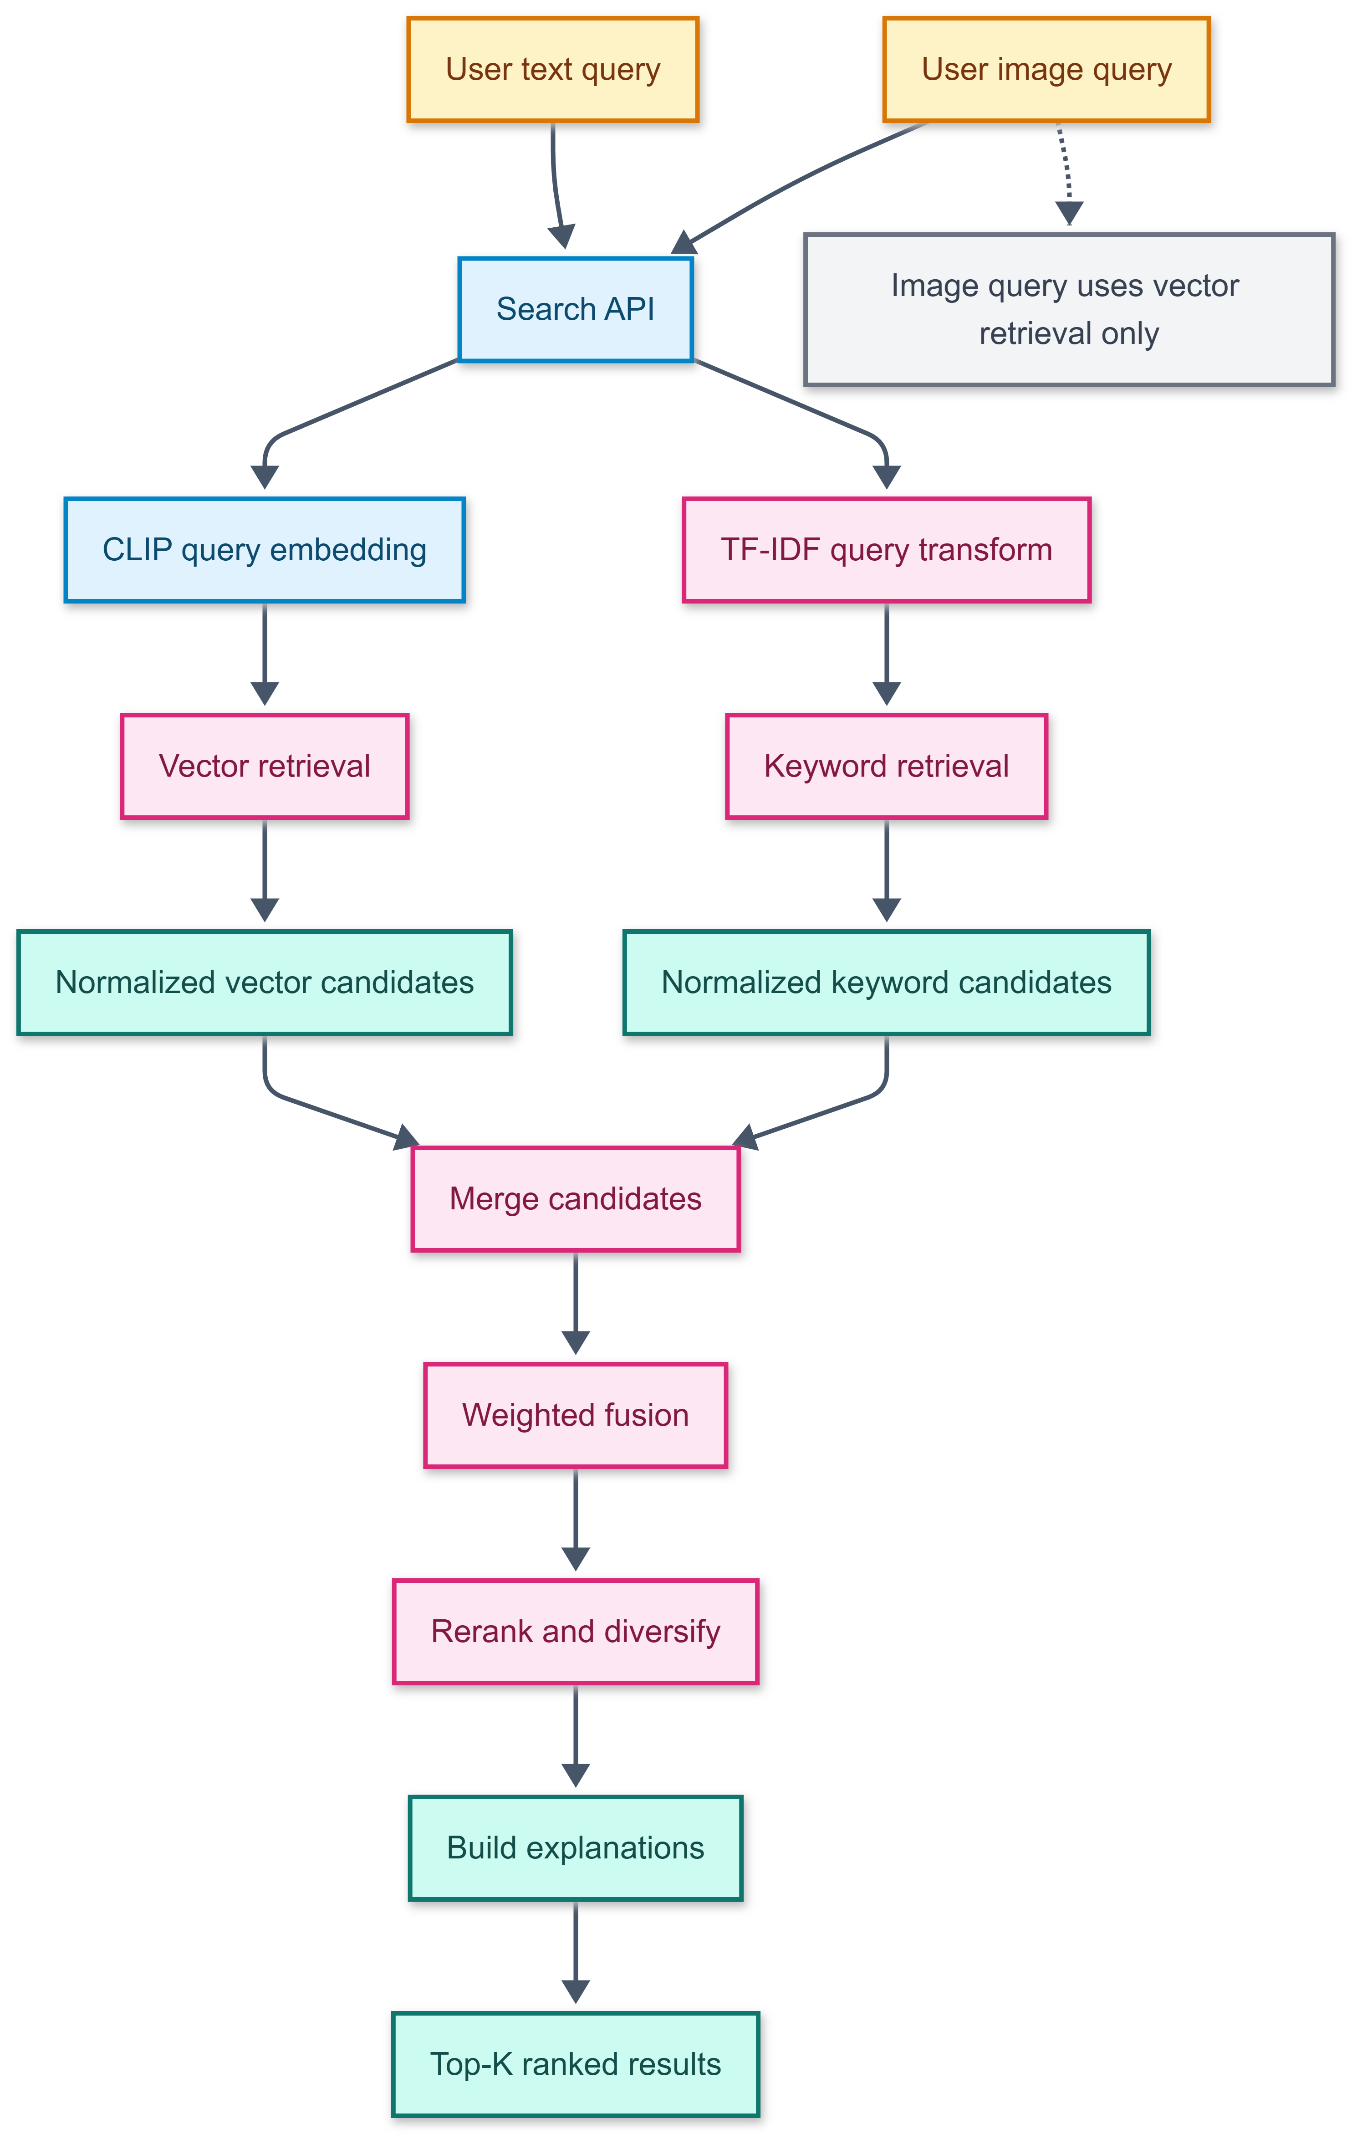 User text query
User image query
Search API
Image query uses vector
retrieval only
CLIP query embedding
TF-IDF query transform
Vector retrieval
Keyword retrieval
Normalized vector candidates
Normalized keyword candidates
Merge candidates
Weighted fusion
Rerank and diversify
Build explanations
Top-K ranked results